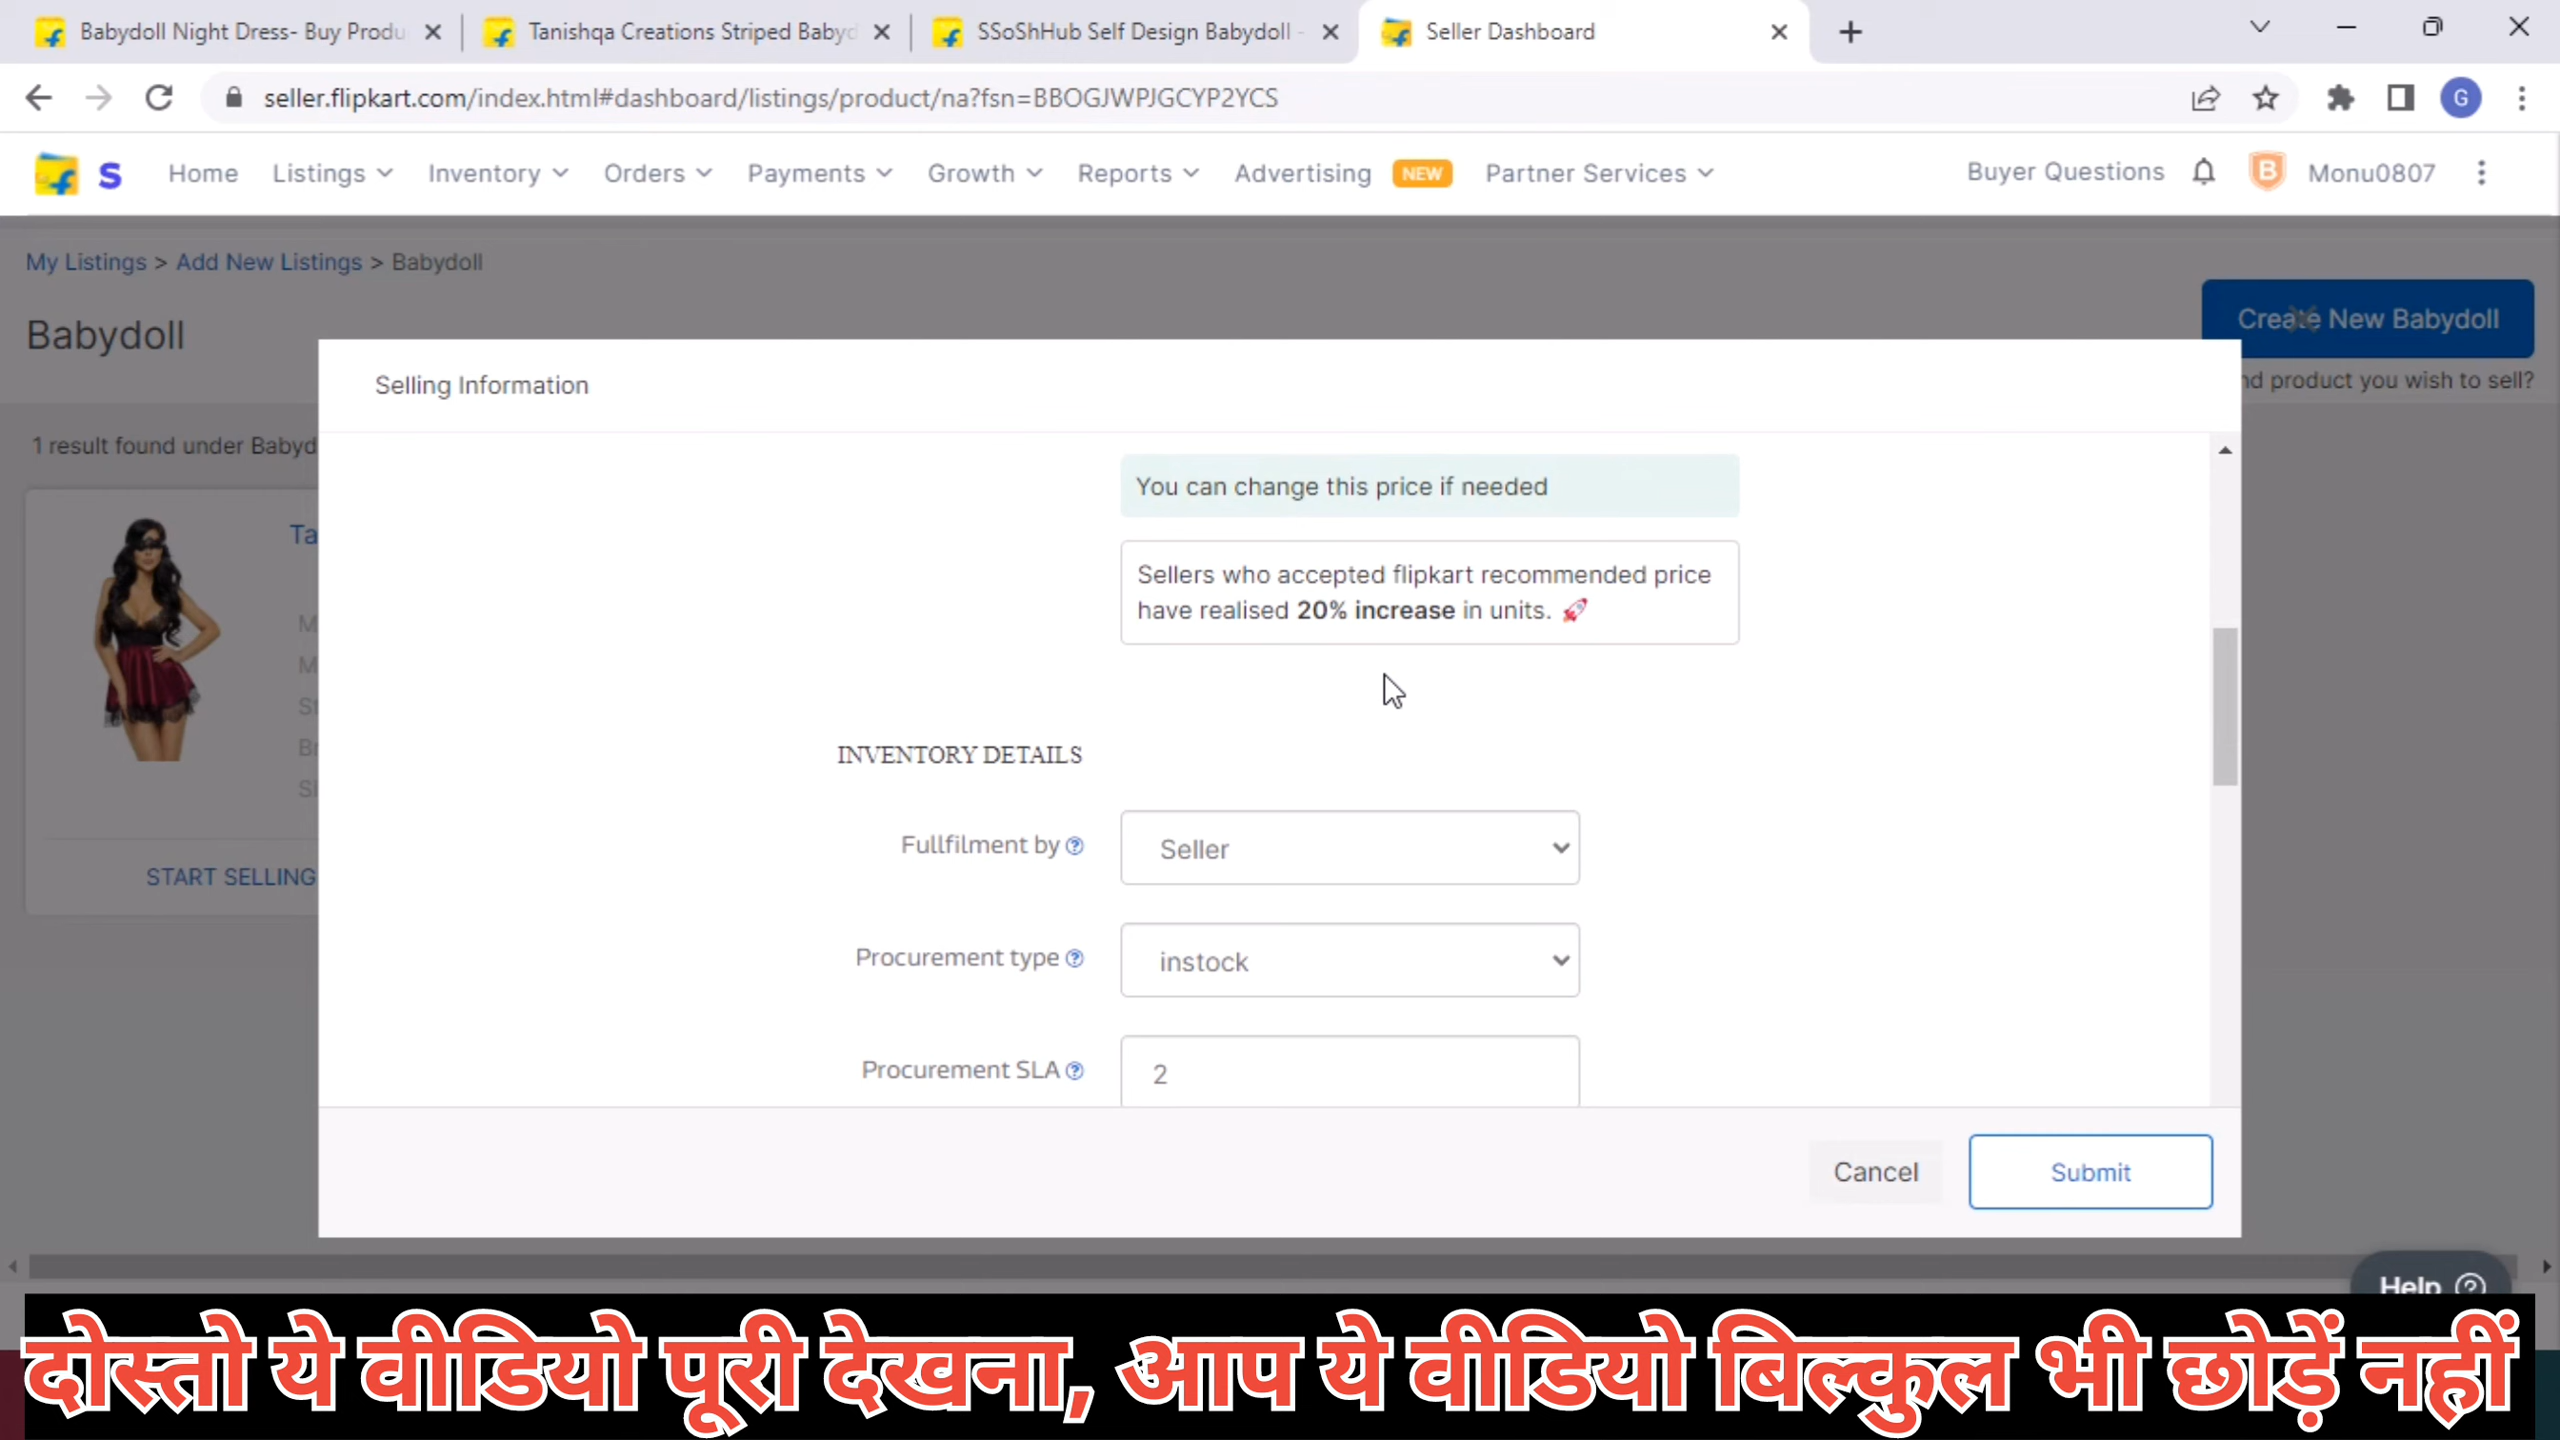 Babydoll Night Dress- Buy Produ
Tanishqa Creations Striped Babyd
SSoShHub Self Design Babydoll -
Seller Dashboard
seller.flipkart.com/index.html#dashboard/listings/product/na?fsn=BBOGJWPJGCYP2YCS
G
S Home Listings Inventory Orders Payments Growth Reports Advertising NEW Partner Services Buyer Questions B Monu0807
My Listings > Add New Listings > Babydoll
Babydoll
Create New Babydoll
nd product you wish to sell?
1 result found under Babyd
Ta
M
M
St
Br
Sl
START SELLING
Selling Information
You can change this price if needed
Sellers who accepted flipkart recommended price
have realised 20% increase in units. 🚀
INVENTORY DETAILS
Fullfilment by ? Seller
Procurement type ? instock
Procurement SLA ? 2
Cancel Submit
Help ?
दोस्तो ये वीडियो पूरी देखना, आप ये वीडियो बिल्कुल भी छोड़ें नहीं